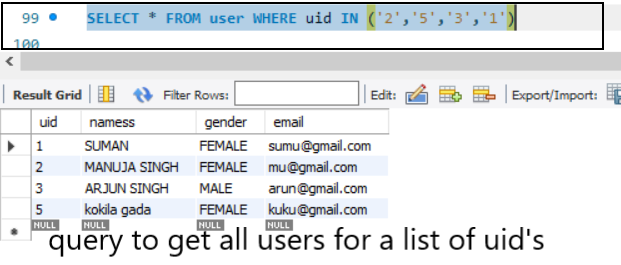 99 SELECT * FROM user WHERE uid IN ('2','5','3','1')
100
Result Grid Filter Rows: Edit: Export/Import:
uid namess gender email
1 SUMAN FEMALE sumu@gmail.com
2 MANUJA SINGH FEMALE mu@gmail.com
3 ARJUN SINGH MALE arun@gmail.com
5 kokila gada FEMALE kuku@gmail.com
NULL NULL NULL NULL
query to get all users for a list of uid's